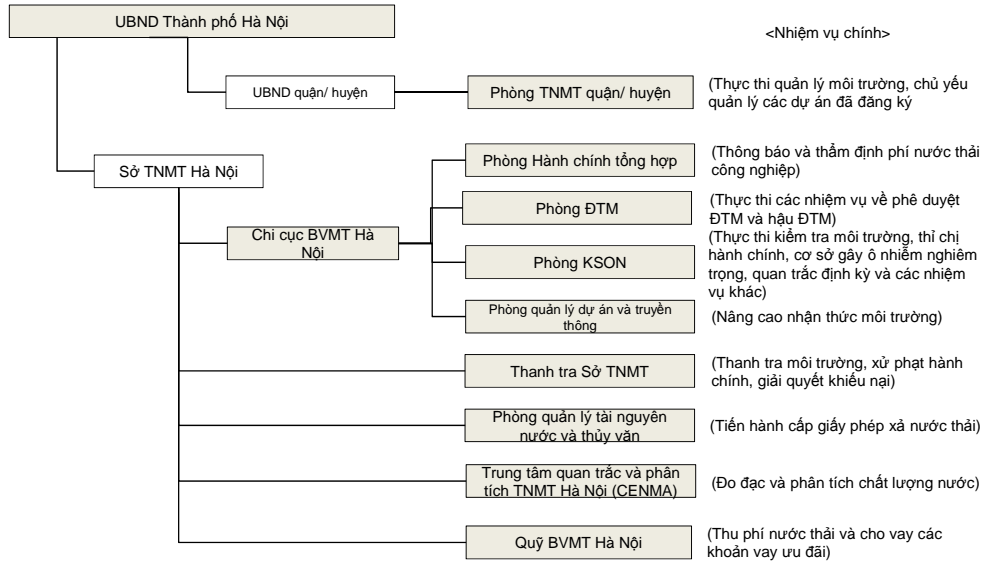 UBND Thành phố Hà Nội
<Nhiệm vụ chính>
UBND quận/ huyện
Phòng TNMT quận/ huyện
(Thực thi quản lý môi trường, chủ yếu
quản lý các dự án đã đăng ký
Sở TNMT Hà Nội
Phòng Hành chính tổng hợp
(Thông báo và thẩm định phí nước thải
công nghiệp)
Phòng ĐTM
(Thực thi các nhiệm vụ về phê duyệt
ĐTM và hậu ĐTM)
Chi cục BVMT Hà
Nội
Phòng KSON
(Thực thi kiểm tra môi trường, thỉ chị
hành chính, cơ sở gây ô nhiễm nghiêm
trọng, quan trắc định kỳ và các nhiệm
vụ khác)
Phòng quản lý dự án và truyền
thông
(Nâng cao nhận thức môi trường)
Thanh tra Sở TNMT
(Thanh tra môi trường, xử phạt hành
chính, giải quyết khiếu nại)
Phòng quản lý tài nguyên
nước và thủy văn
(Tiến hành cấp giấy phép xả nước thải)
Trung tâm quan trắc và phân
tích TNMT Hà Nội (CENMA)
(Đo đạc và phân tích chất lượng nước)
Quỹ BVMT Hà Nội
(Thu phí nước thải và cho vay các
khoản vay ưu đãi)